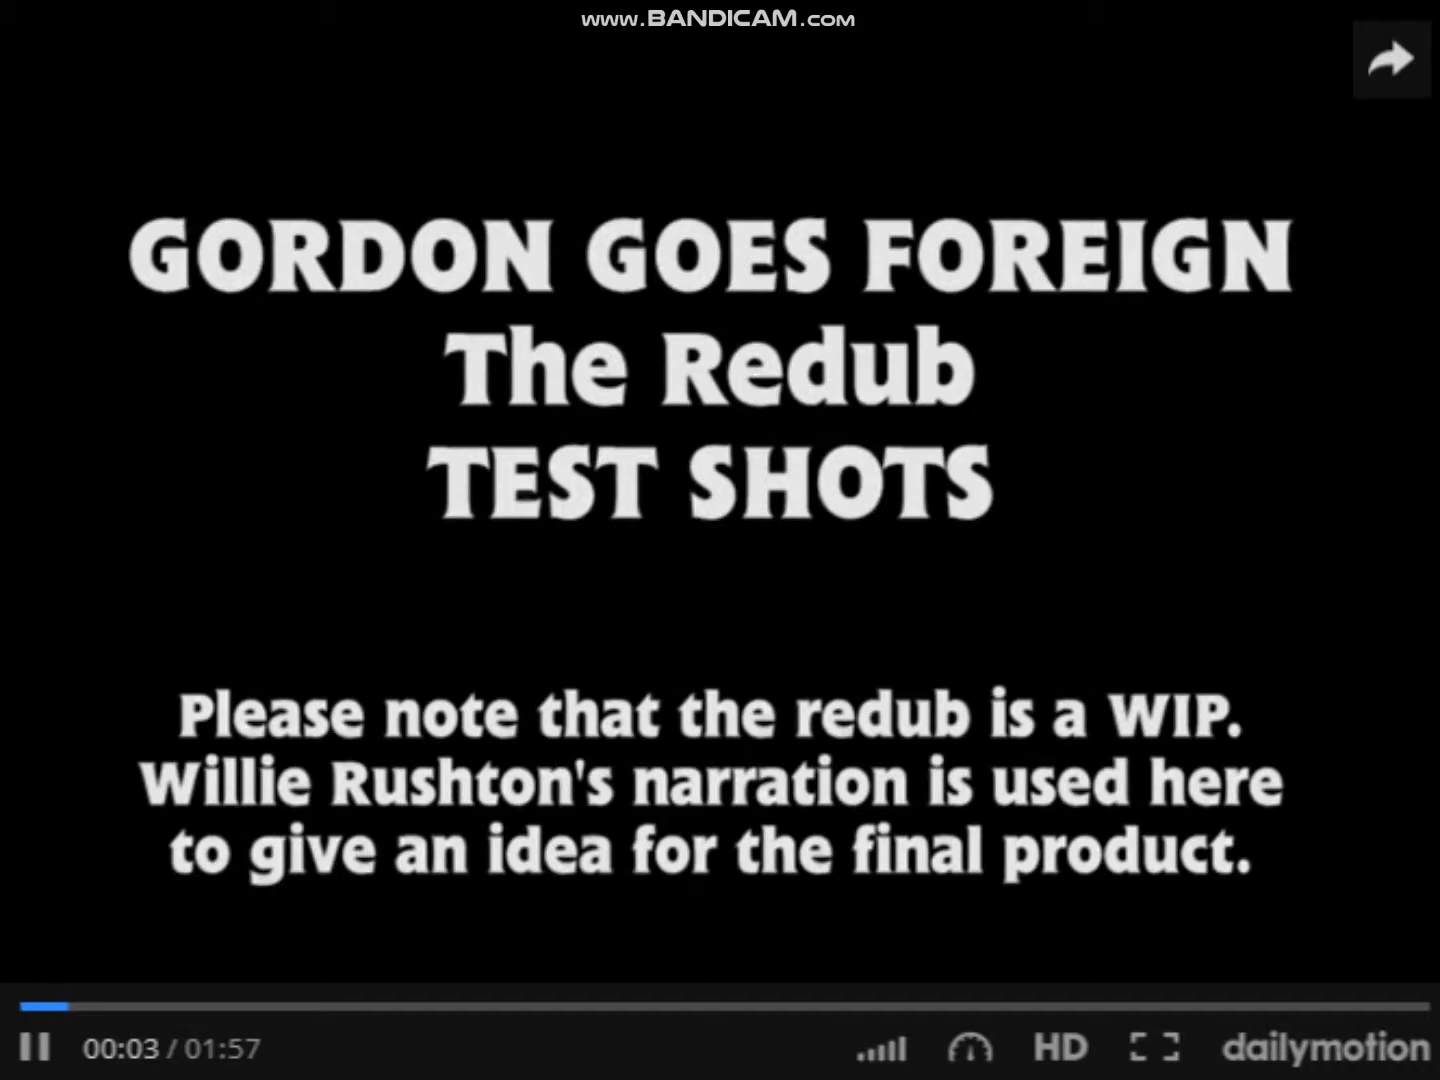 www.BANDICAM.com
GORDON GOES FOREIGN
The Redub
TEST SHOTS
Please note that the redub is a WIP.
Willie Rushton's narration is used here
to give an idea for the final product.
00:03 / 01:57
HD
dailymotion